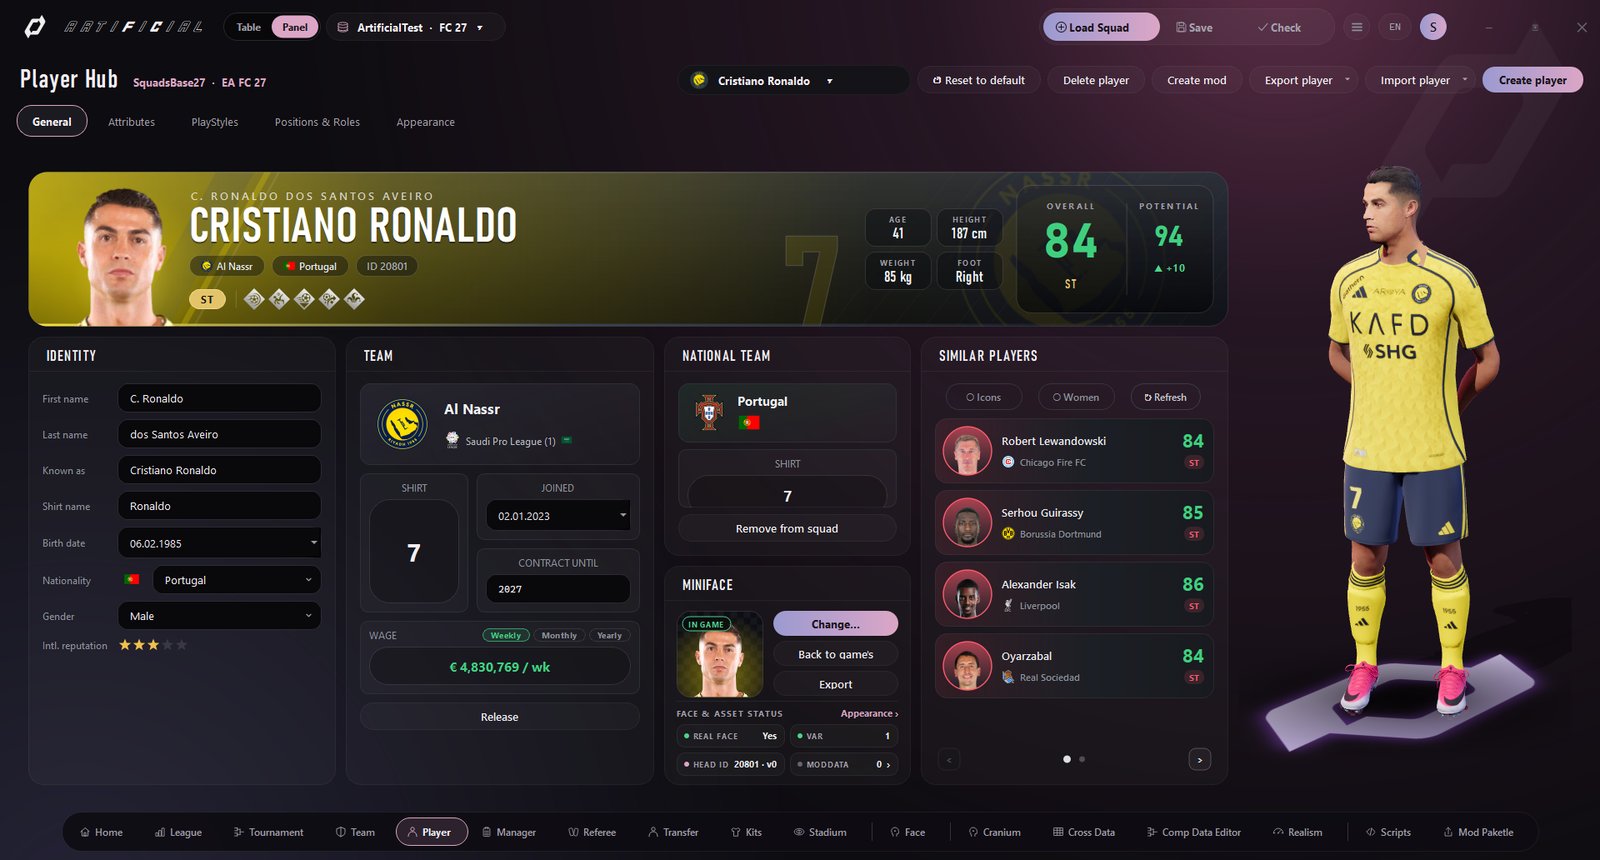 ARTIFICIAL
Table
Panel
ArtificialTest · FC 27
Load Squad
Save
Check
EN
S
Player Hub
SquadsBase27 · EA FC 27
Cristiano Ronaldo
Reset to default
Delete player
Create mod
Export player
Import player
Create player
General
Attributes
PlayStyles
Positions & Roles
Appearance
C. RONALDO DOS SANTOS AVEIRO
CRISTIANO RONALDO
Al Nassr
Portugal
ID 20801
ST
7
AGE
41
HEIGHT
187 cm
WEIGHT
85 kg
FOOT
Right
NASSR
OVERALL
84
ST
POTENTIAL
94
▲ +10
IDENTITY
First name
C. Ronaldo
Last name
dos Santos Aveiro
Known as
Cristiano Ronaldo
Shirt name
Ronaldo
Birth date
06.02.1985
Nationality
Portugal
Gender
Male
Intl. reputation
TEAM
NASSR
Al Nassr
Saudi Pro League (1)
SHIRT
7
JOINED
02.01.2023
CONTRACT UNTIL
2027
WAGE
Weekly
Monthly
Yearly
€ 4,830,769 / wk
Release
NATIONAL TEAM
Portugal
SHIRT
7
Remove from squad
MINIFACE
IN GAME
Change...
Back to game's
Export
FACE & ASSET STATUS
Appearance ›
REAL FACE Yes
VAR 1
HEAD ID 20801 · v0
MODDATA 0 ›
SIMILAR PLAYERS
Icons
Women
Refresh
Robert Lewandowski
84
Chicago Fire FC
ST
Serhou Guirassy
85
Borussia Dortmund
ST
Alexander Isak
86
Liverpool
ST
Oyarzabal
84
Real Sociedad
ST
<
>
KAFD
SHG
7
1955
1955
Home
League
Tournament
Team
Player
Manager
Referee
Transfer
Kits
Stadium
Face
Cranium
Cross Data
Comp Data Editor
Realism
Scripts
Mod Paketle